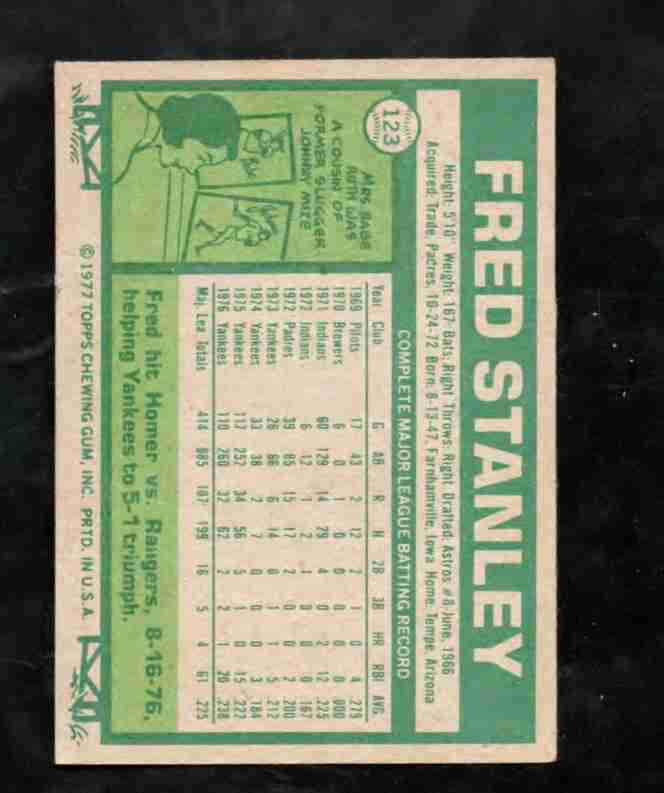 FRED STANLEY
123
Height: 5'10" Weight: 167 Bats: Right Throws: Right Drafted: Astros #8-June, 1966
Acquired: Trade, Padres, 10-24-72 Born: 8-13-47, Farnhamville, Iowa Home: Tempe, Arizona
MRS. BABE
RUTH WAS
A COUSIN OF
FORMER SLUGGER
JOHNNY MIZE.
Babe
Johnny
COMPLETE MAJOR LEAGUE BATTING RECORD
Year Club G AB R H 2B 3B HR RBI AVG.
1969 Pilots 17 43 2 12 2 1 0 4 .279
1970 Brewers 6 0 1 0 0 0 0 0 .000
1971 Indians 60 129 14 29 4 0 2 12 .225
1972 Indians 6 12 1 2 1 0 0 0 .167
1972 Padres 39 85 15 17 2 0 0 2 .200
1973 Yankees 26 66 6 14 0 1 1 5 .212
1974 Yankees 33 38 2 7 0 0 0 3 .184
1975 Yankees 117 252 34 56 5 1 0 15 .222
1976 Yankees 110 260 32 62 2 2 1 20 .238
Maj. Lea. Totals 414 885 107 199 16 5 4 61 .225
Fred hit Homer vs. Rangers, 8-16-76,
helping Yankees to 5-1 triumph.
© 1977 TOPPS CHEWING GUM, INC. PRTD. IN U.S.A.